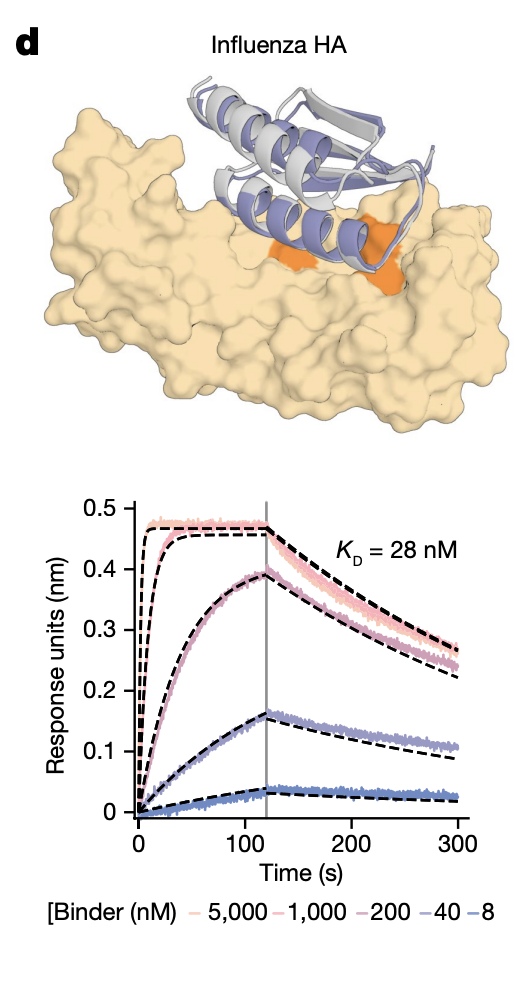 d
Influenza HA
0.5
0.4
0.3
0.2
0.1
0
Response units (nm)
K_D = 28 nM
0 100 200 300
Time (s)
[Binder (nM) 5,000 1,000 200 40 8